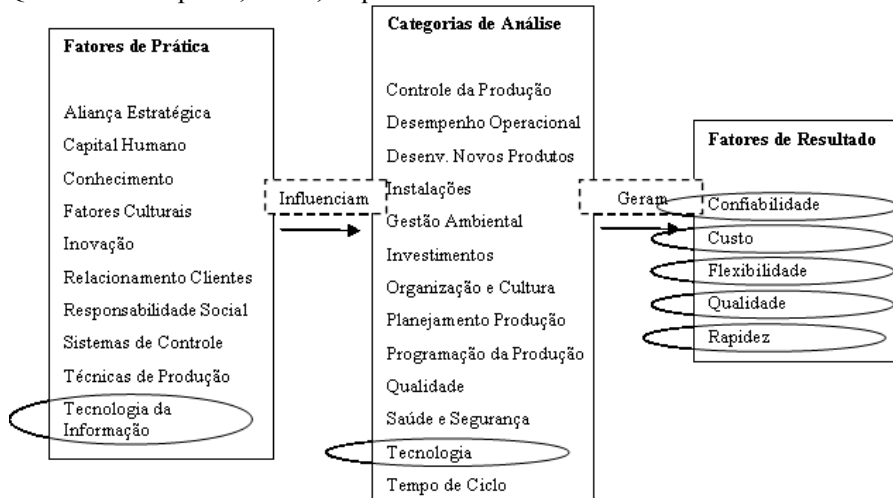 Fatores de Prática
Aliança Estratégica
Capital Humano
Conhecimento
Fatores Culturais
Inovação
Relacionamento Clientes
Responsabilidade Social
Sistemas de Controle
Técnicas de Produção
Tecnologia da
Informação
Influenciam
Categorias de Análise
Controle da Produção
Desempenho Operacional
Desenv. Novos Produtos
Instalações
Gestão Ambiental
Investimentos
Organização e Cultura
Planejamento Produção
Programação da Produção
Qualidade
Saúde e Segurança
Tecnologia
Tempo de Ciclo
Geram
Fatores de Resultado
Confiabilidade
Custo
Flexibilidade
Qualidade
Rapidez